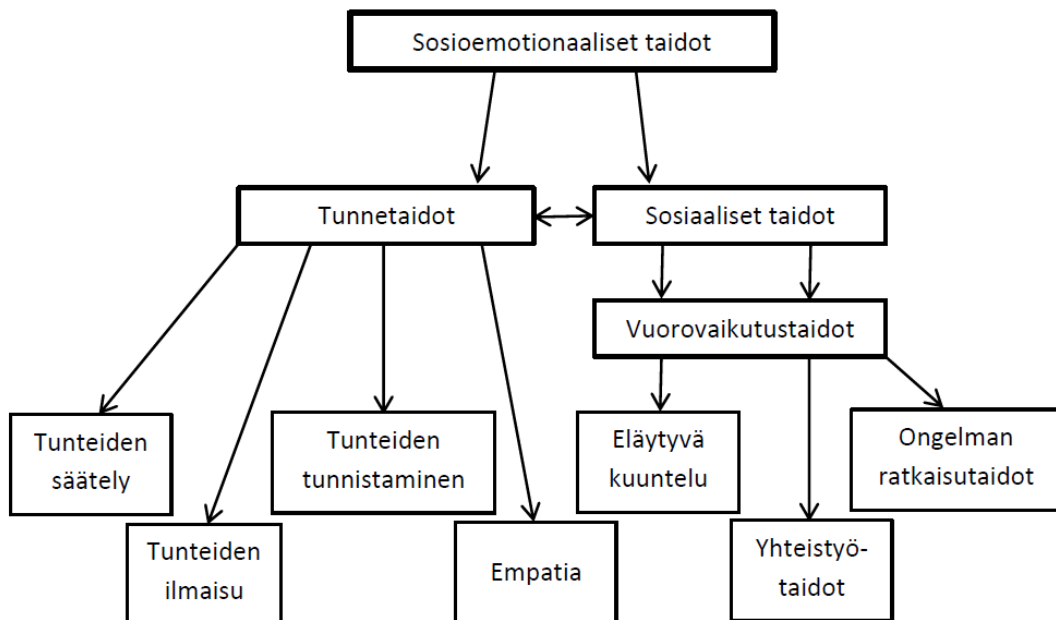 Sosioemotionaaliset taidot
Tunnetaidot
Sosiaaliset taidot
Vuorovaikutustaidot
Tunteiden
säätely
Tunteiden
ilmaisu
Tunteiden
tunnistaminen
Empatia
Eläytyvä
kuuntelu
Yhteistyö-
taidot
Ongelman
ratkaisutaidot